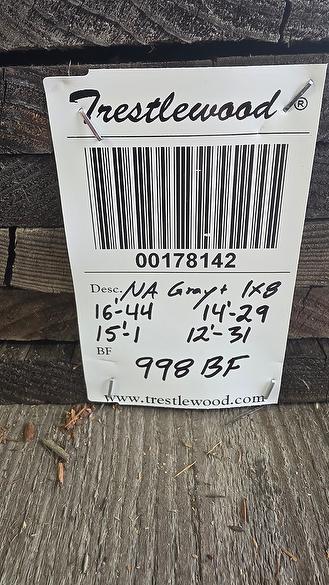 Trestlewood ®
00178142
Desc. NA Gray+ 1x8
16'-44 14'-29
15'-1 12'-31
BF
998 BF
www.trestlewood.com